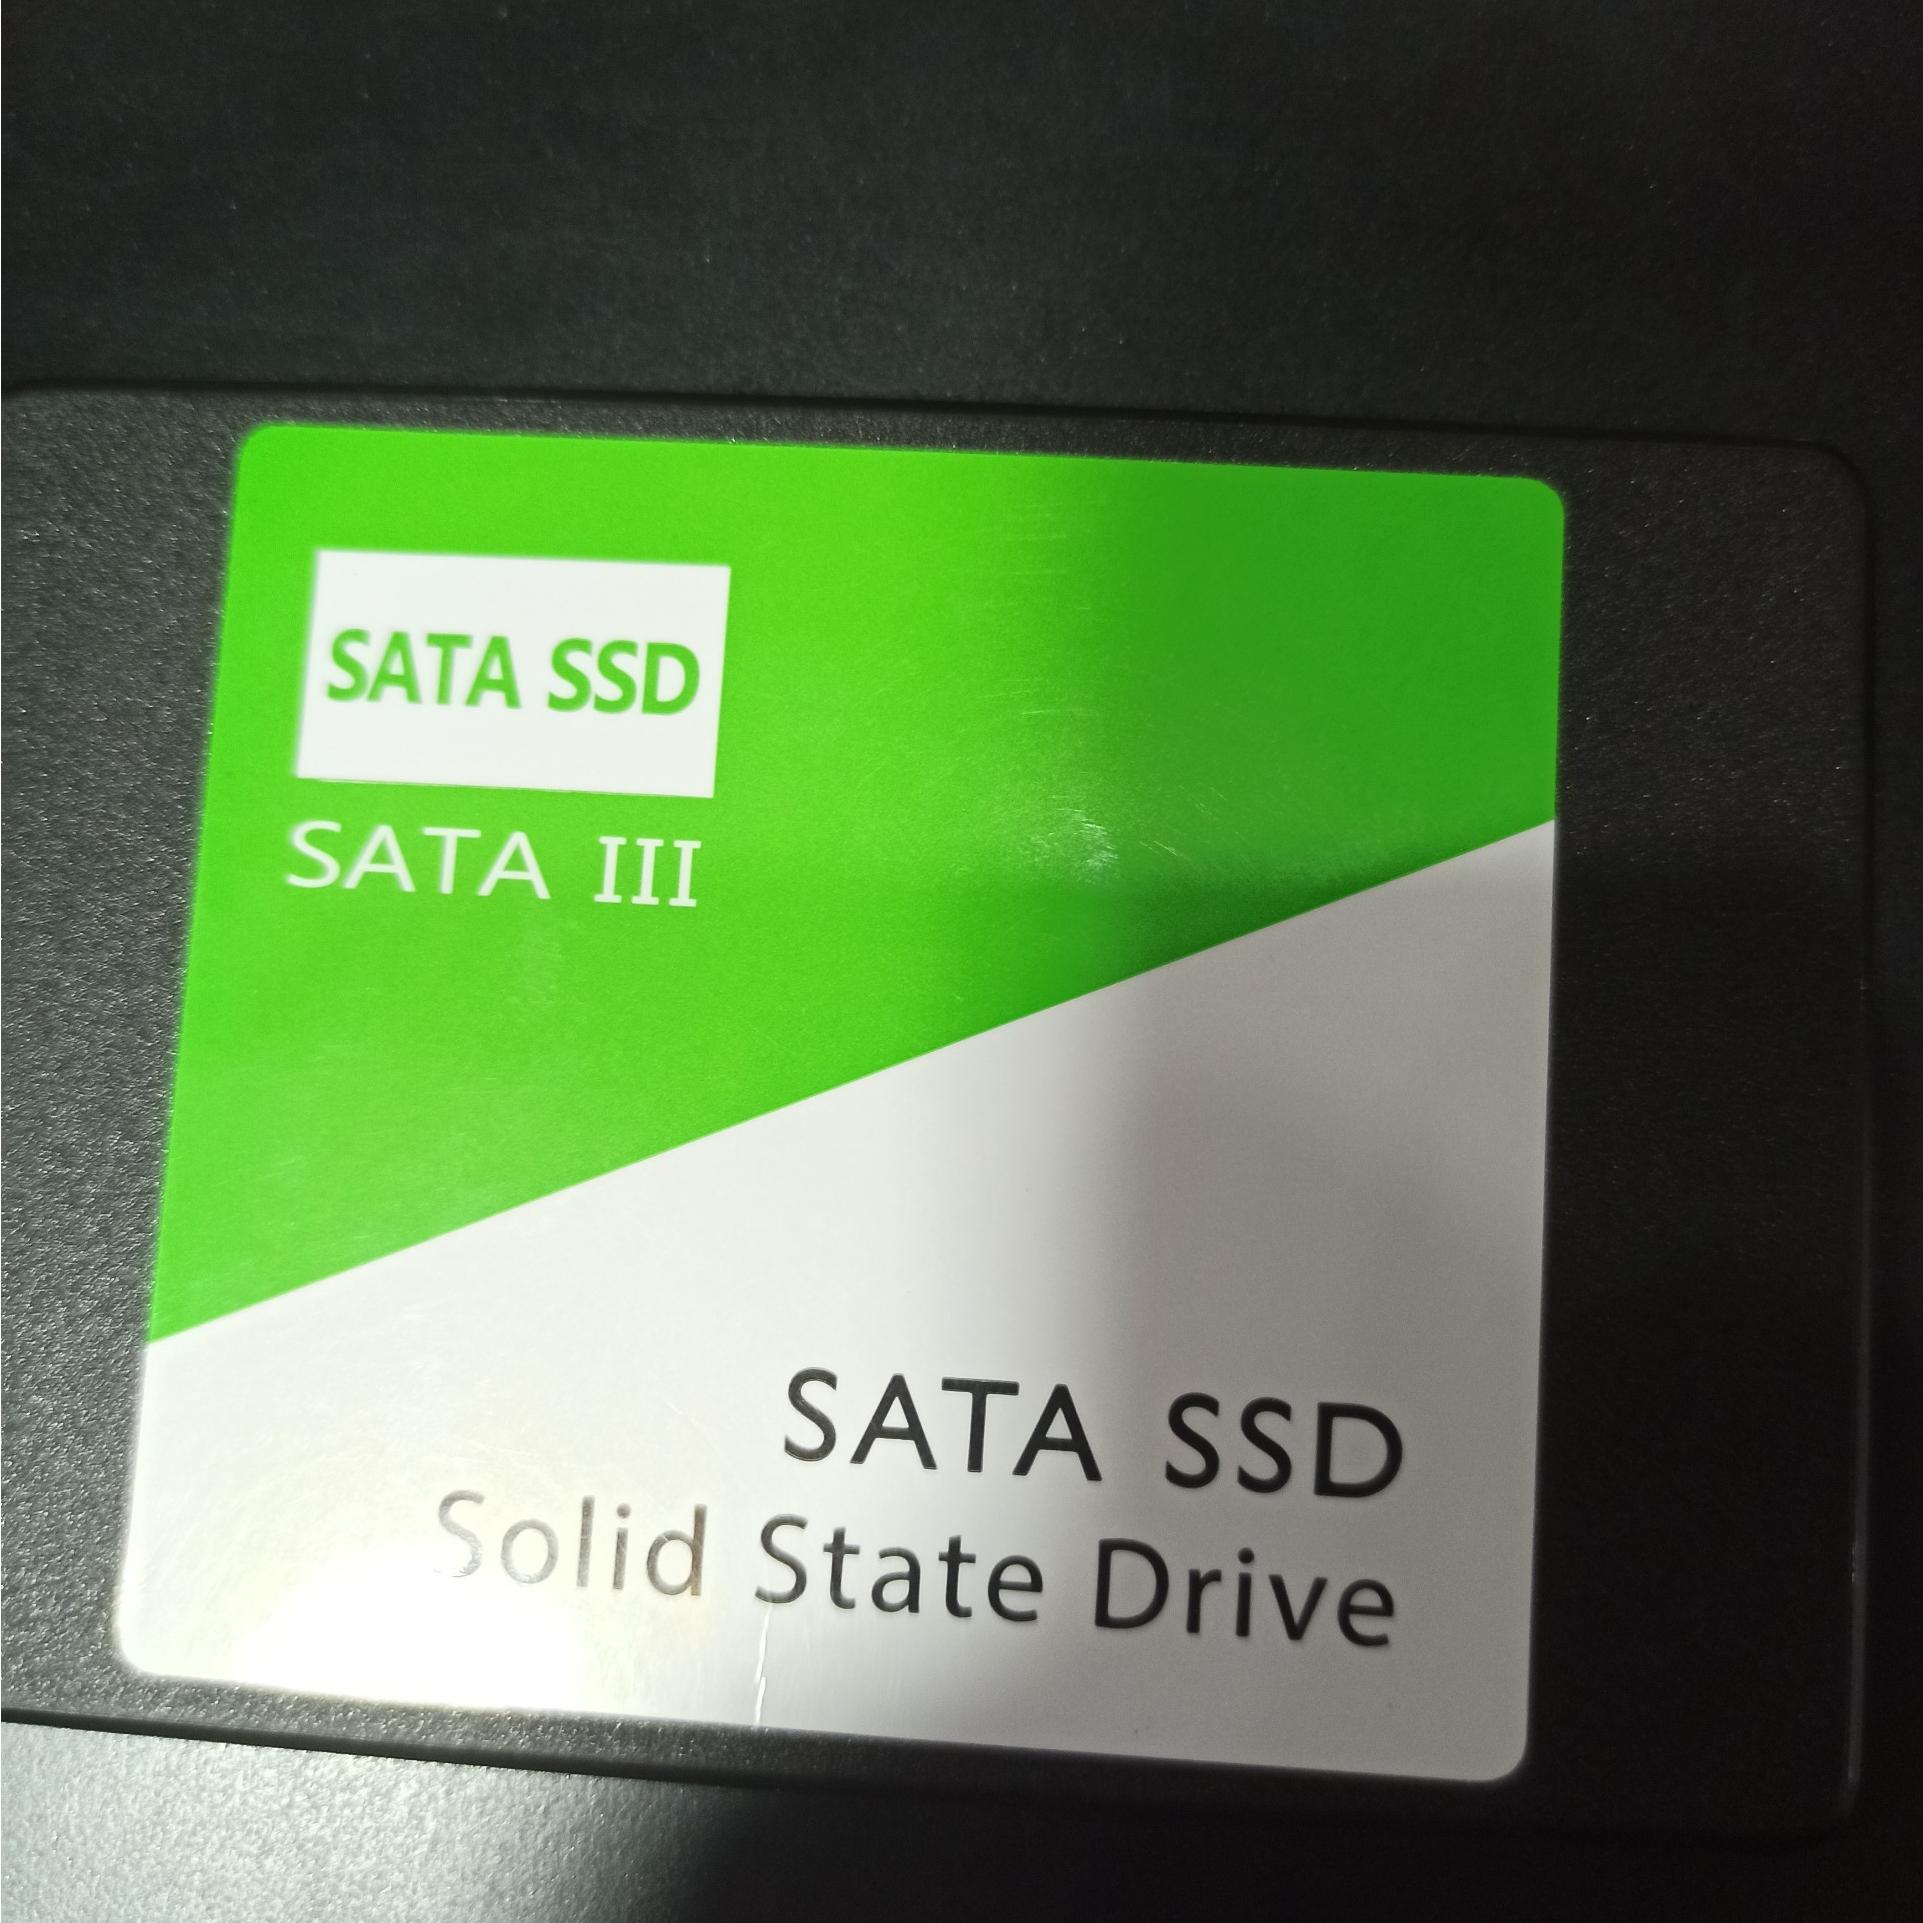 SATA SSD
SATA III
SATA SSD
Solid State Drive